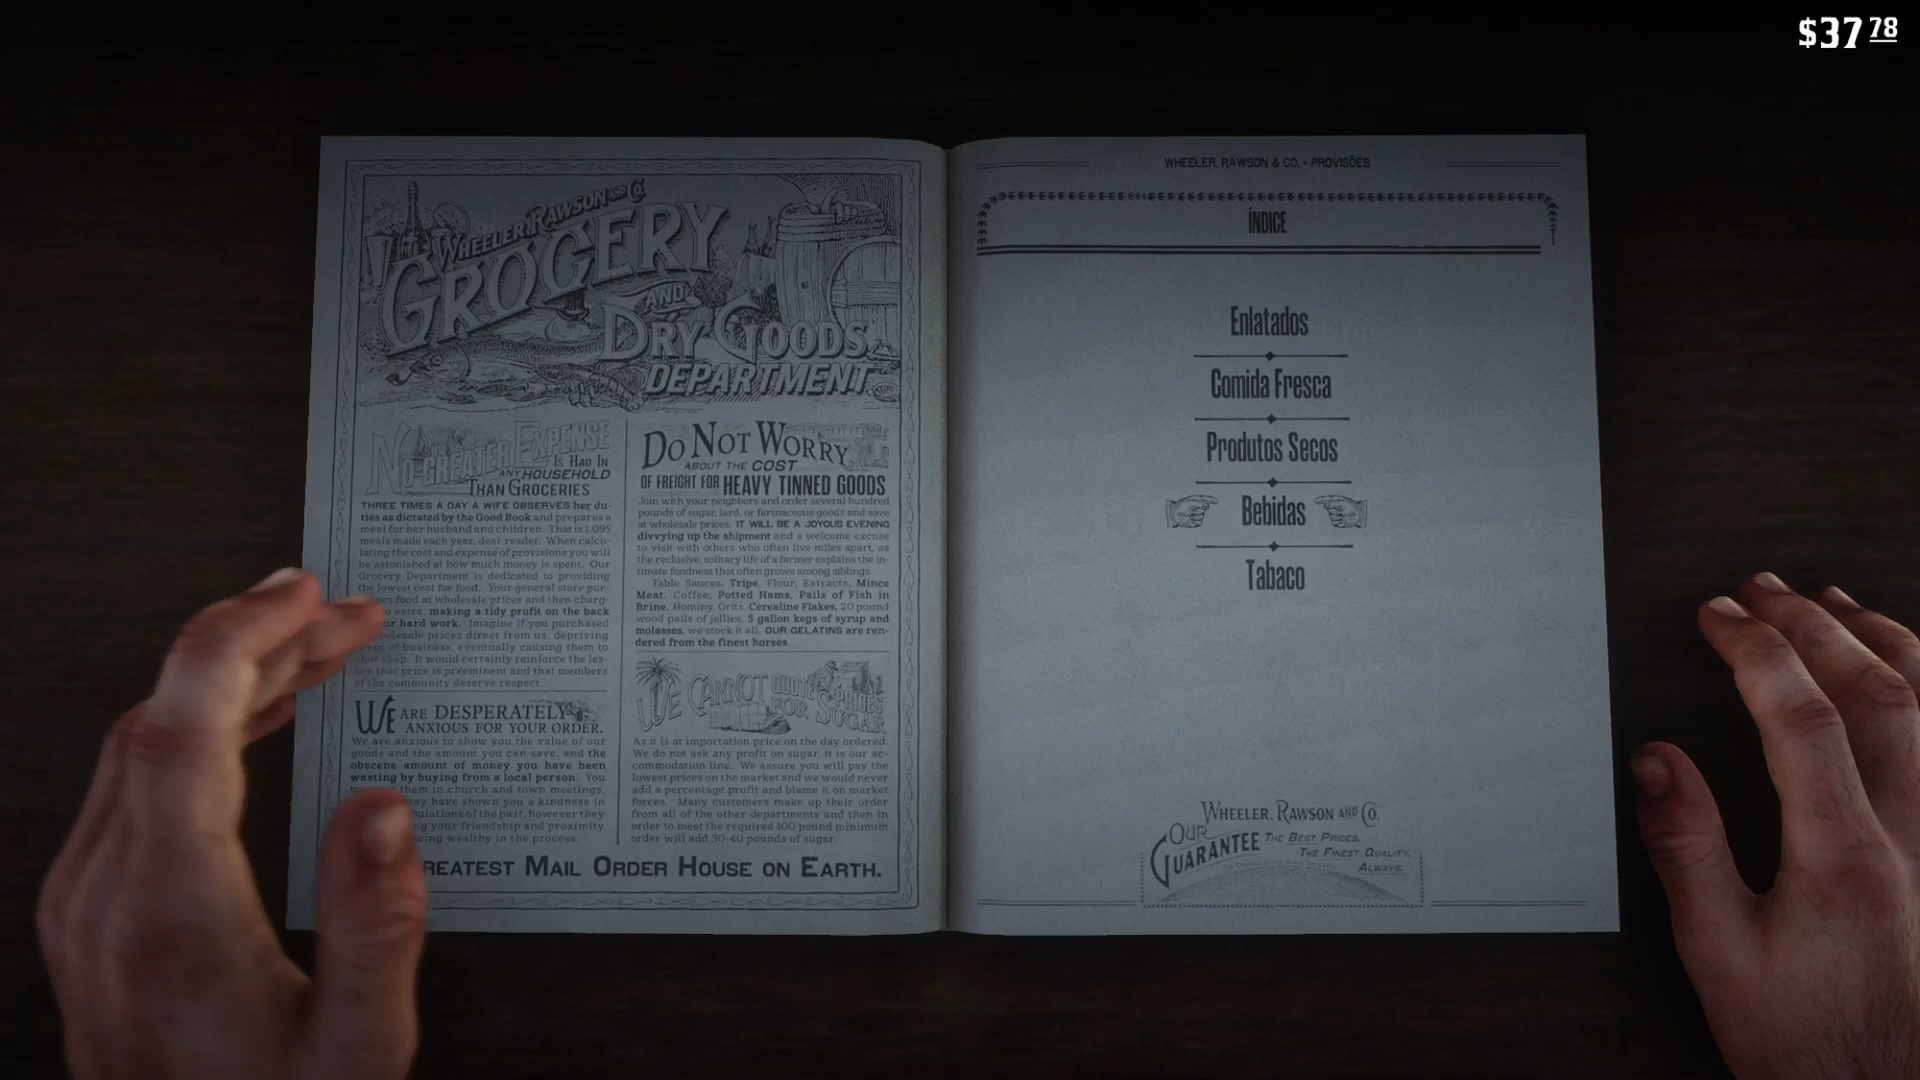 $37 78
WHEELER, RAWSON AND CO.
GROCERY
AND
DRY GOODS
DEPARTMENT
NO GREATER EXPENSE
IS HAD IN
ANY HOUSEHOLD
THAN GROCERIES
THREE TIMES A DAY A WIFE OBSERVES her du-
ties as dictated by the Good Book and prepares a
meal for her husband and children. That is 1,095
meals made each year, dear reader. When calcu-
lating the cost and expense of provisions you will
be astonished at how much money is spent. Our
Grocery Department is dedicated to providing
the lowest cost for food. Your general store pur-
food at wholesale prices and then charg-
extra, making a tidy profit on the back
hard work. Imagine if you purchased
prices direct from us, depriving
of business, eventually causing them to
shop. It would certainly reinforce the les-
that price is preeminent and that members
of the community deserve respect.
WE ARE DESPERATELY
ANXIOUS FOR YOUR ORDER.
We are anxious to show you the value of our
goods and the amount you can save, and the
obscene amount of money you have been
wasting by buying from a local person. You
them in church and town meetings,
have shown you a kindness in
of the past, however they
your friendship and proximity
wealthy in the process.
DO NOT WORRY
ABOUT THE COST
OF FREIGHT FOR HEAVY TINNED GOODS
Join with your neighbors and order several hundred
pounds of sugar, lard, or farinaceous goods and save
at wholesale prices. IT WILL BE A JOYOUS EVENING
divvying up the shipment and a welcome excuse
to visit with others who often live miles apart, as
the reclusive, solitary life of a farmer explains the in-
timate fondness that often grows among siblings.
Table Sauces, Tripe, Flour, Extracts, Mince
Meat, Coffee, Potted Hams, Pails of Fish in
Brine, Hominy, Grits, Cerealine Flakes, 20 pound
wood pails of jellies, 5 gallon kegs of syrup and
molasses, we stock it all. OUR GELATINS are ren-
dered from the finest horses.
WE CANNOT QUOTE PRICES
FOR SUGAR
As it is at importation price on the day ordered.
We do not ask any profit on sugar, it is our ac-
commodation line. We assure you will pay the
lowest prices on the market and we would never
add a percentage profit and blame it on market
forces. Many customers make up their order
from all of the other departments and then in
order to meet the required 100 pound minimum
order will add 30-40 pounds of sugar.
MAIL ORDER HOUSE ON EARTH.
WHEELER, RAWSON & CO. - PROVISÕES
ÍNDICE
Enlatados
Comida Fresca
Produtos Secos
Bebidas
Tabaco
WHEELER, RAWSON AND CO.
OUR
GUARANTEE
THE BEST PRICES.
THE FINEST QUALITY.
ALWAYS.